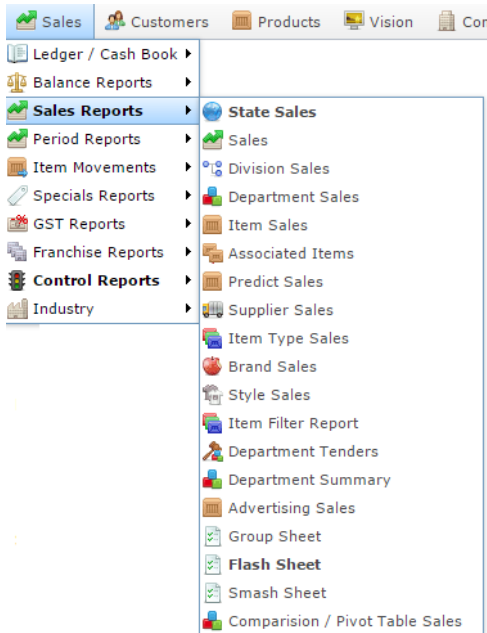 Sales Customers Products Vision Cor
Ledger / Cash Book
Balance Reports
Sales Reports
Period Reports
Item Movements
Specials Reports
GST Reports
Franchise Reports
Control Reports
Industry
State Sales
Sales
Division Sales
Department Sales
Item Sales
Associated Items
Predict Sales
Supplier Sales
Item Type Sales
Brand Sales
Style Sales
Item Filter Report
Department Tenders
Department Summary
Advertising Sales
Group Sheet
Flash Sheet
Smash Sheet
Comparision / Pivot Table Sales